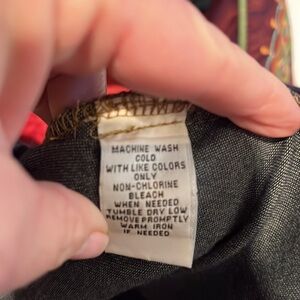 MACHINE WASH
COLD
WITH LIKE COLORS
ONLY
NON-CHLORINE
BLEACH
WHEN NEEDED
TUMBLE DRY LOW
REMOVE PROMPTLY
WARM IRON
IF NEEDED